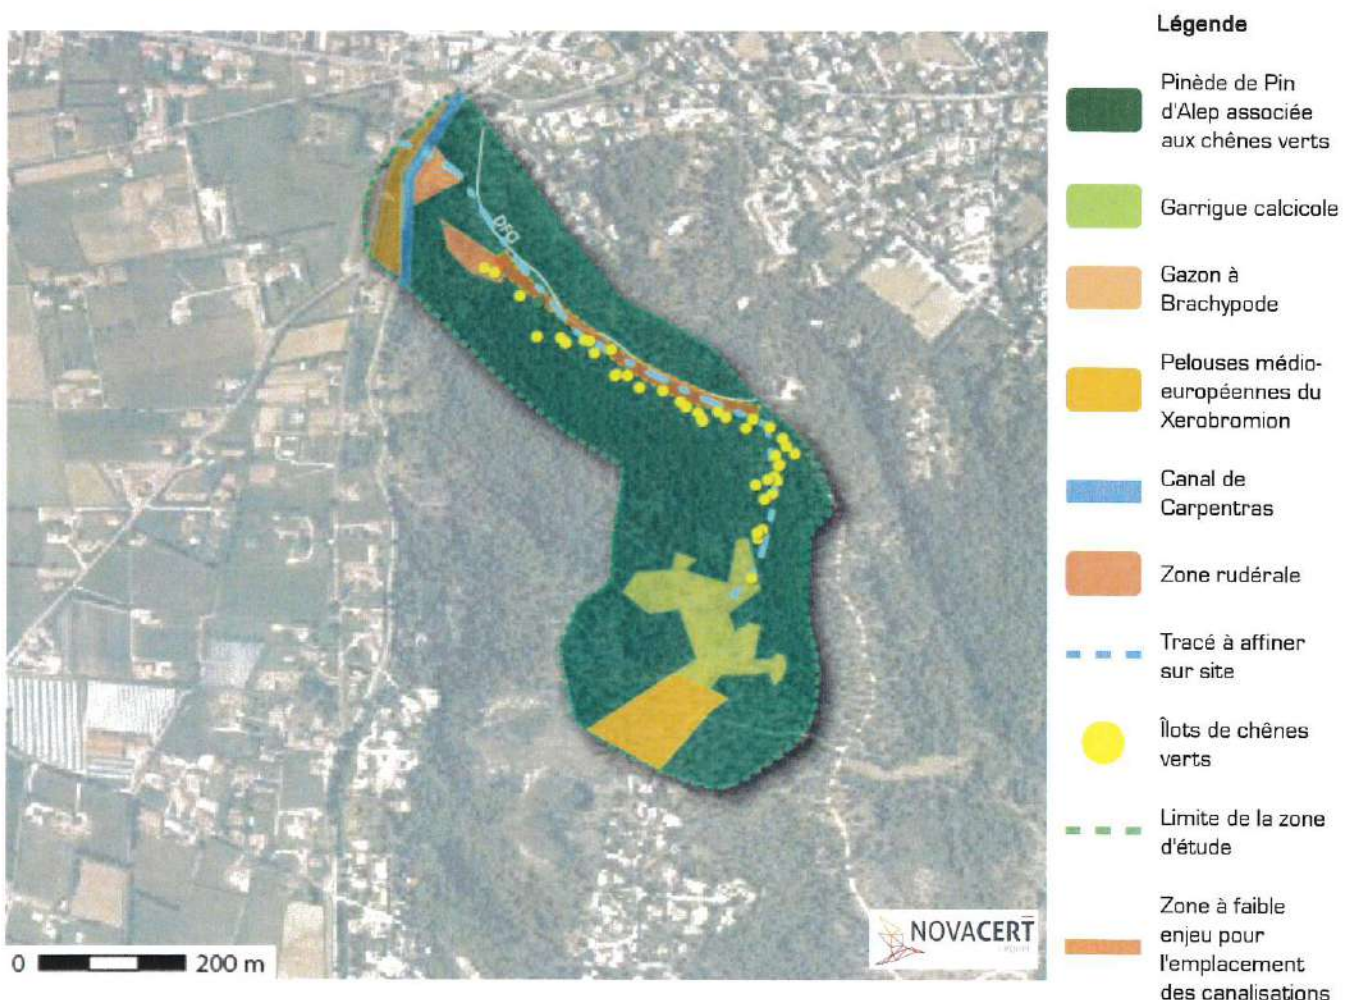 Légende
Pinède de Pin
d'Alep associée
aux chênes verts
Garrigue calcicole
Gazon à
Brachypode
Pelouses médio-
européennes du
Xerobromion
Canal de
Carpentras
Zone rudérale
Tracé à affiner
sur site
Îlots de chênes
verts
Limite de la zone
d'étude
Zone à faible
enjeu pour
l'emplacement
des canalisations
DFCI
NOVACERT
0 200 m